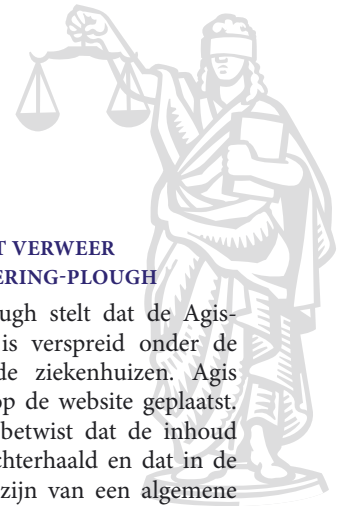 T VERWEER
ERING-PLOUGH
ugh stelt dat de Agis-
is verspreid onder de
de ziekenhuizen. Agis
op de website geplaatst.
betwist dat de inhoud
chterhaald en dat in de
zijn van een algemene